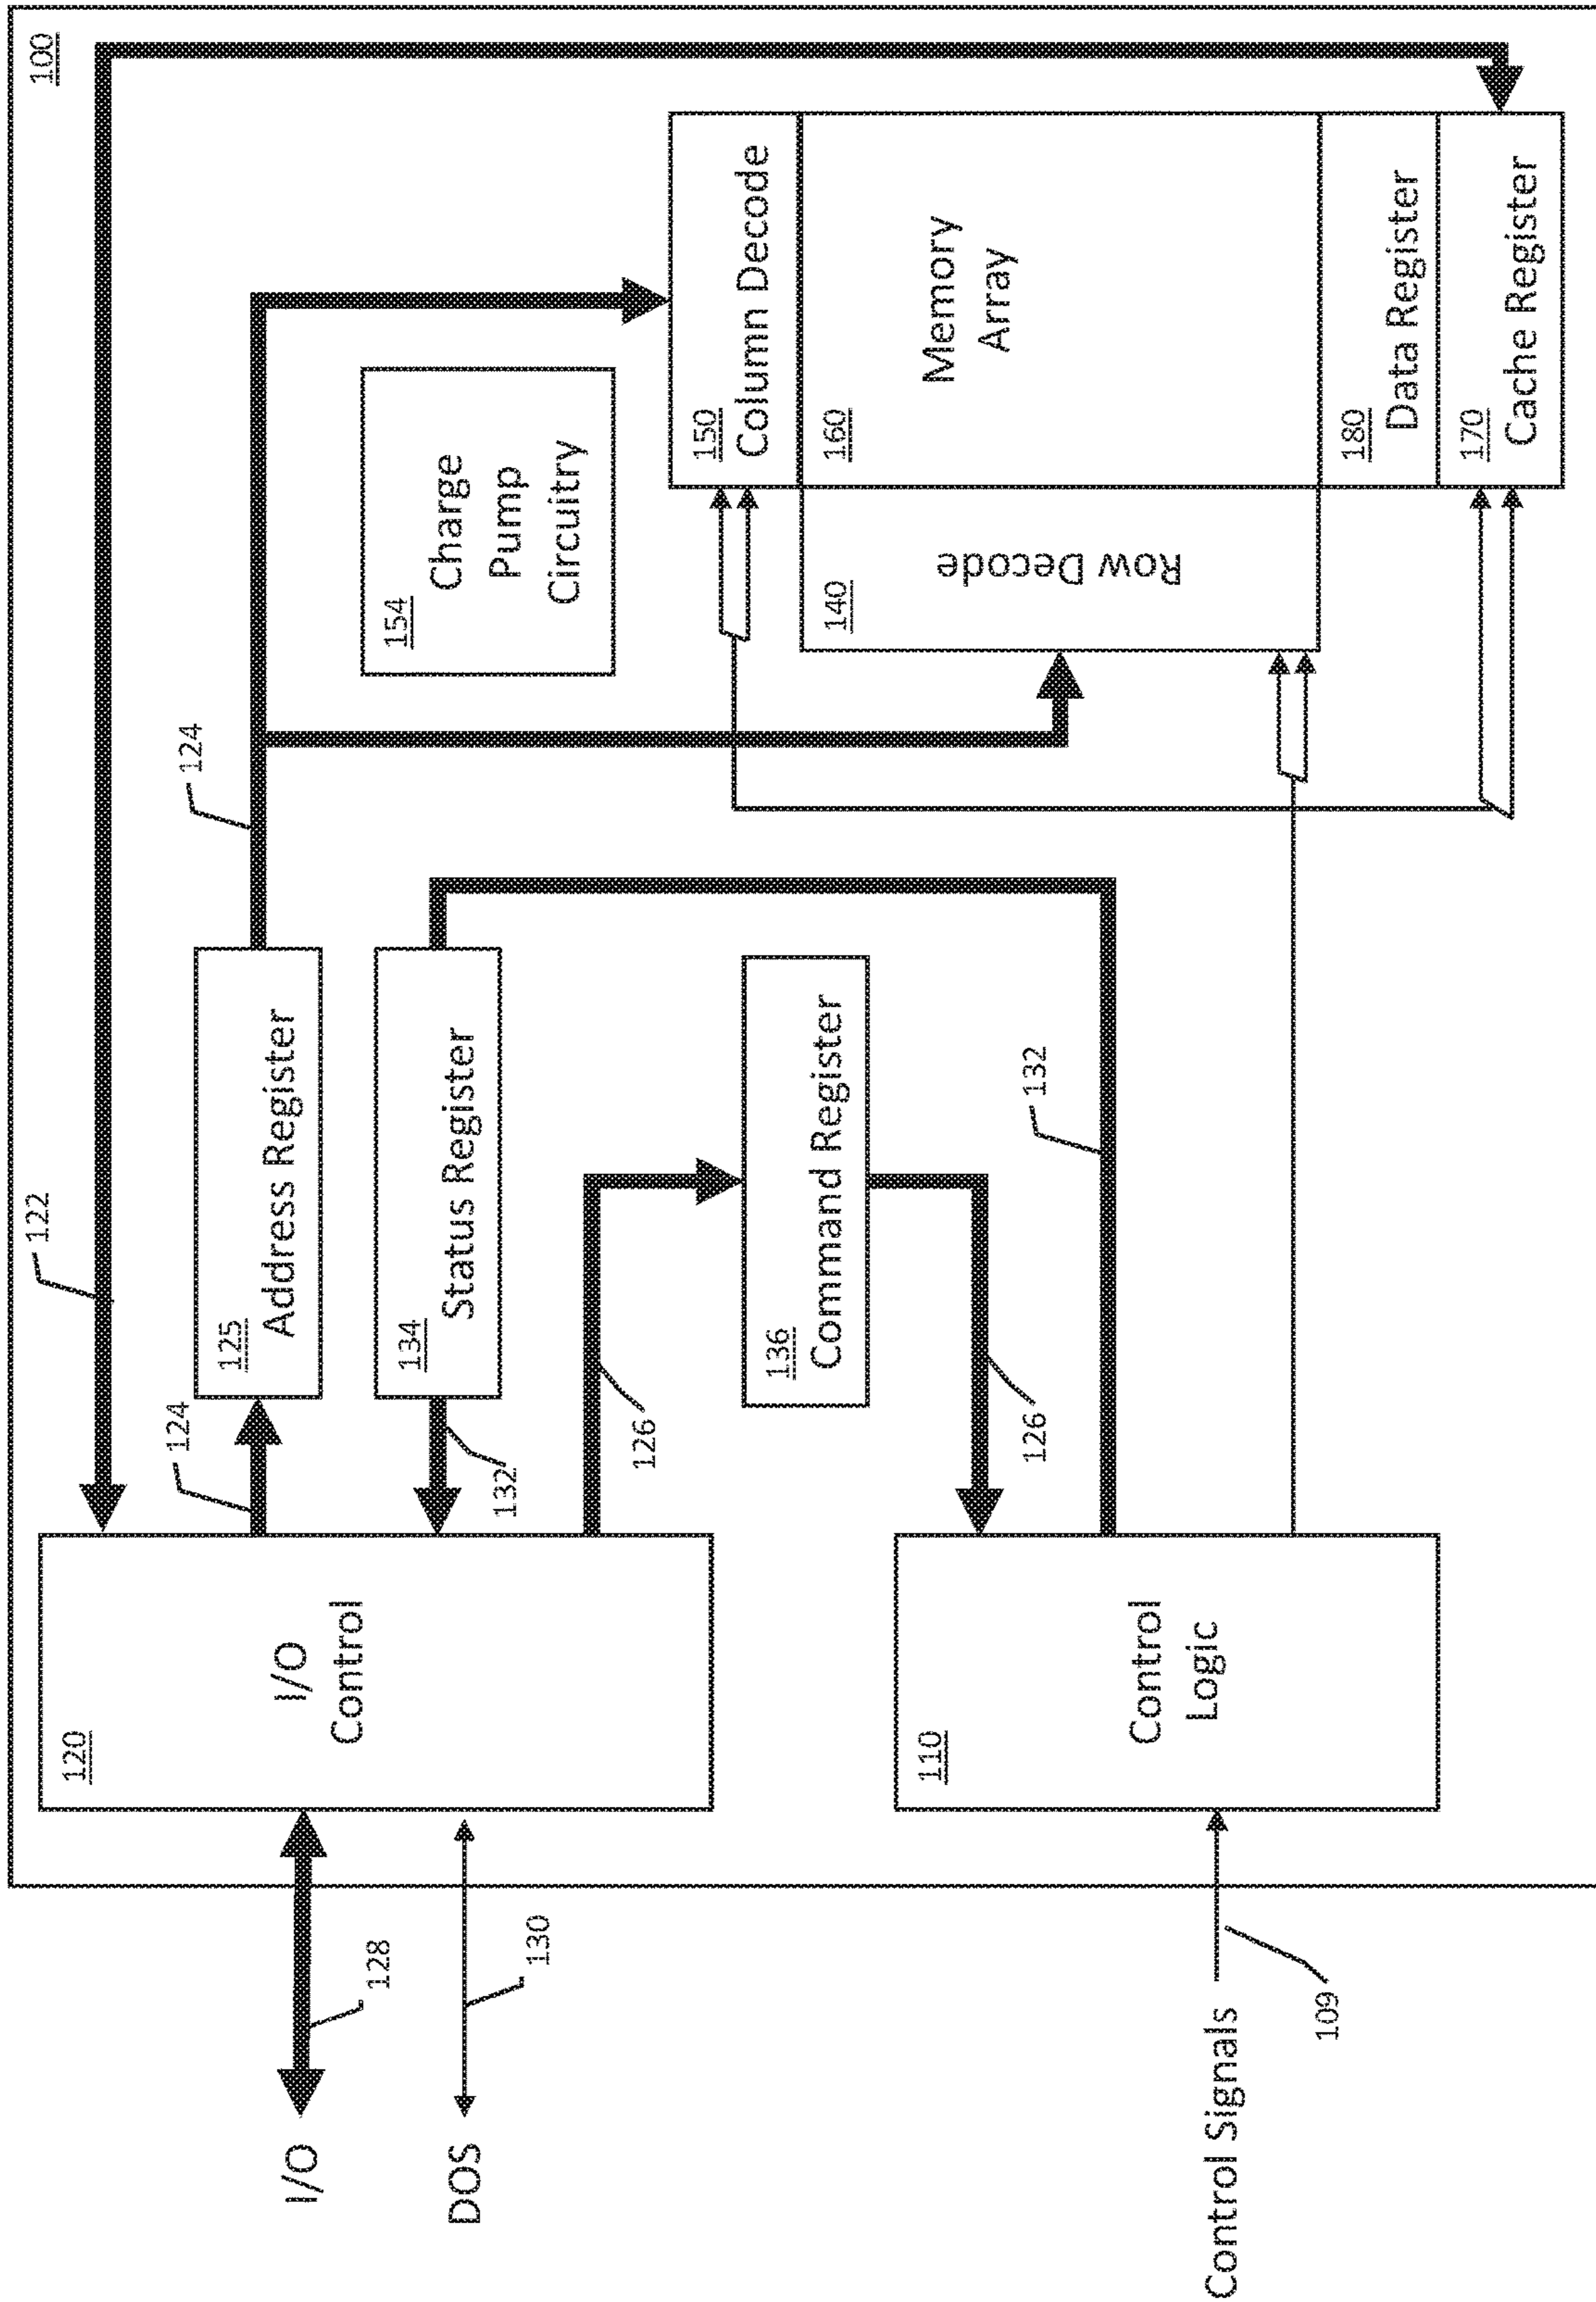 100
122
120
I/O
Control
I/O
128
DOS
130
124
125
Address Register
124
134
Status Register
132
126
136
Command Register
126
132
110
Control
Logic
Control Signals
109
154
Charge
Pump
Circuitry
150
Column Decode
160
Memory
Array
140
Row Decode
180
Data Register
170
Cache Register